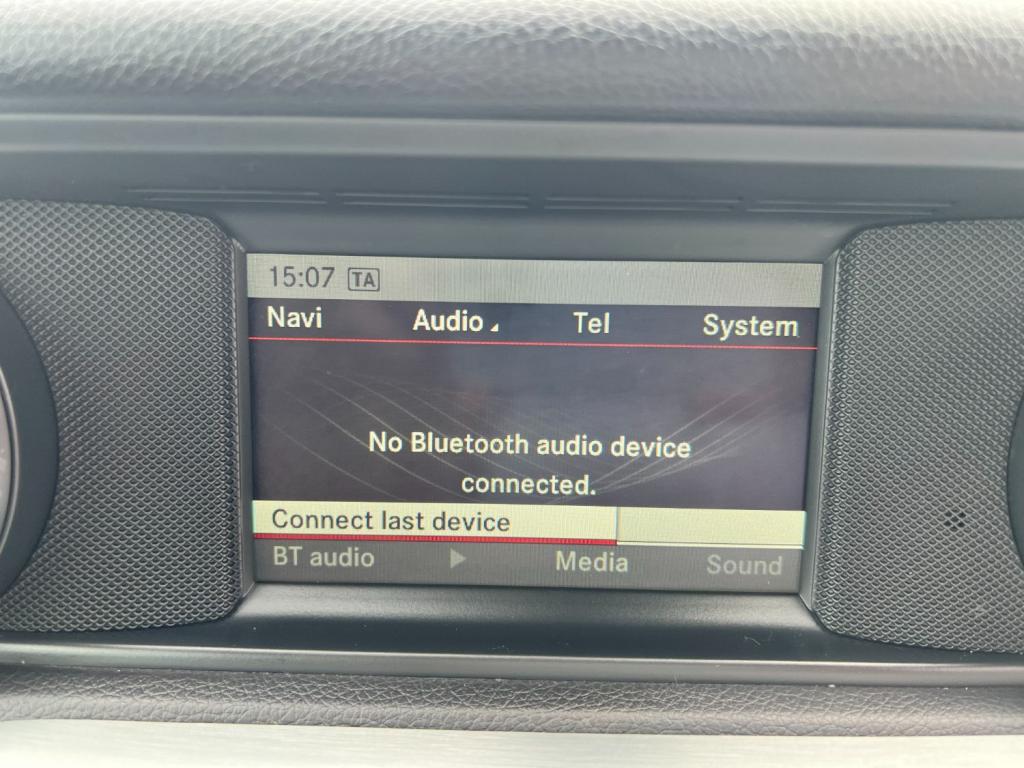 15:07 TA
Navi Audio Tel System
No Bluetooth audio device
connected.
Connect last device
BT audio Media Sound